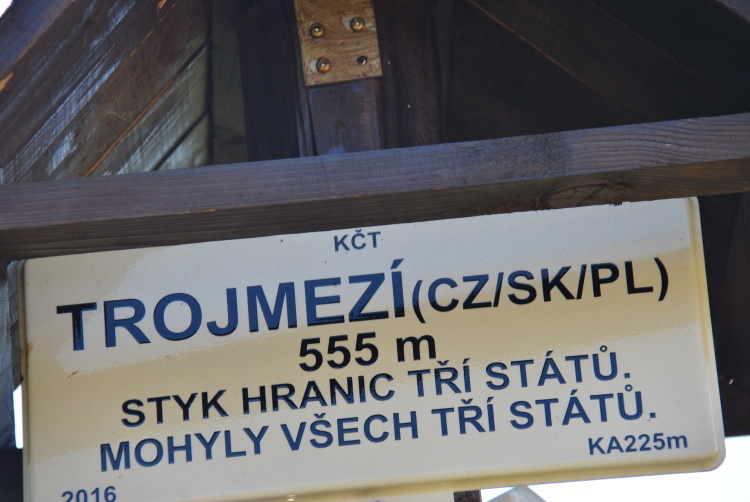 KČT
TROJMEZÍ (CZ/SK/PL)
555 m
STYK HRANIC TŘÍ STÁTŮ.
MOHYLY VŠECH TŘÍ STÁTŮ.
KA225m
2016